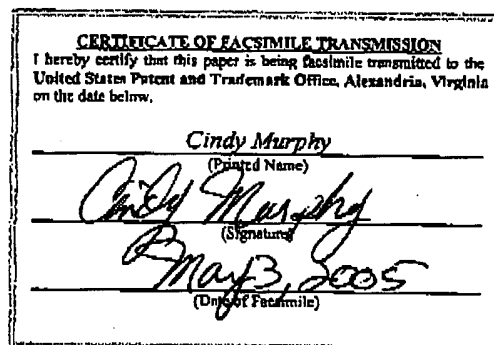 CERTIFICATE OF FACSIMILE TRANSMISSION
I hereby certify that this paper is being facsimile transmitted to the
United States Patent and Trademark Office, Alexandria, Virginia
on the date below.
Cindy Murphy
(Printed Name)
Cindy Murphy
(Signature)
May 3, 2005
(Date of Facsimile)